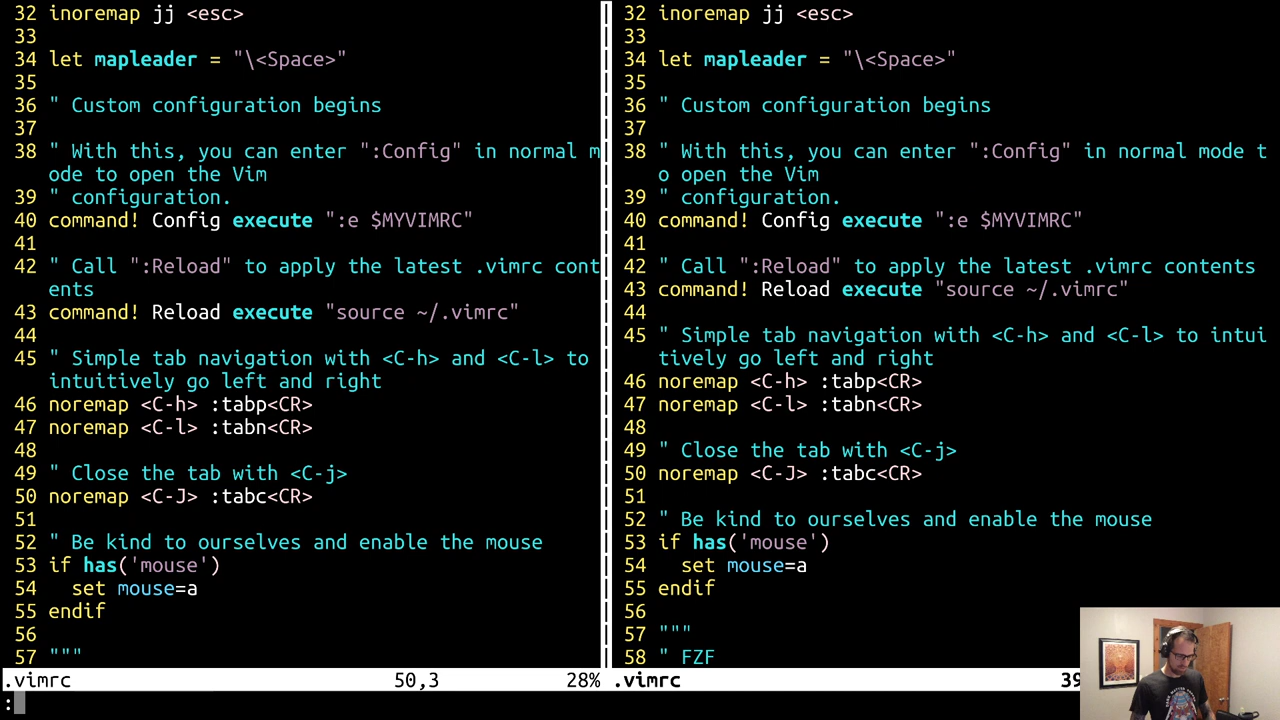 32 inoremap jj <esc>
33
34 let mapleader = "\<Space>"
35
36 " Custom configuration begins
37
38 " With this, you can enter ":Config" in normal m
ode to open the Vim
39 " configuration.
40 command! Config execute ":e $MYVIMRC"
41
42 " Call ":Reload" to apply the latest .vimrc cont
ents
43 command! Reload execute "source ~/.vimrc"
44
45 " Simple tab navigation with <C-h> and <C-l> to
intuitively go left and right
46 noremap <C-h> :tabp<CR>
47 noremap <C-l> :tabn<CR>
48
49 " Close the tab with <C-j>
50 noremap <C-J> :tabc<CR>
51
52 " Be kind to ourselves and enable the mouse
53 if has('mouse')
54   set mouse=a
55 endif
56
57 """
.vimrc 50,3 28%
:
32 inoremap jj <esc>
33
34 let mapleader = "\<Space>"
35
36 " Custom configuration begins
37
38 " With this, you can enter ":Config" in normal mode t
o open the Vim
39 " configuration.
40 command! Config execute ":e $MYVIMRC"
41
42 " Call ":Reload" to apply the latest .vimrc contents
43 command! Reload execute "source ~/.vimrc"
44
45 " Simple tab navigation with <C-h> and <C-l> to intui
tively go left and right
46 noremap <C-h> :tabp<CR>
47 noremap <C-l> :tabn<CR>
48
49 " Close the tab with <C-j>
50 noremap <C-J> :tabc<CR>
51
52 " Be kind to ourselves and enable the mouse
53 if has('mouse')
54   set mouse=a
55 endif
56
57 """
58 " FZF
.vimrc 39